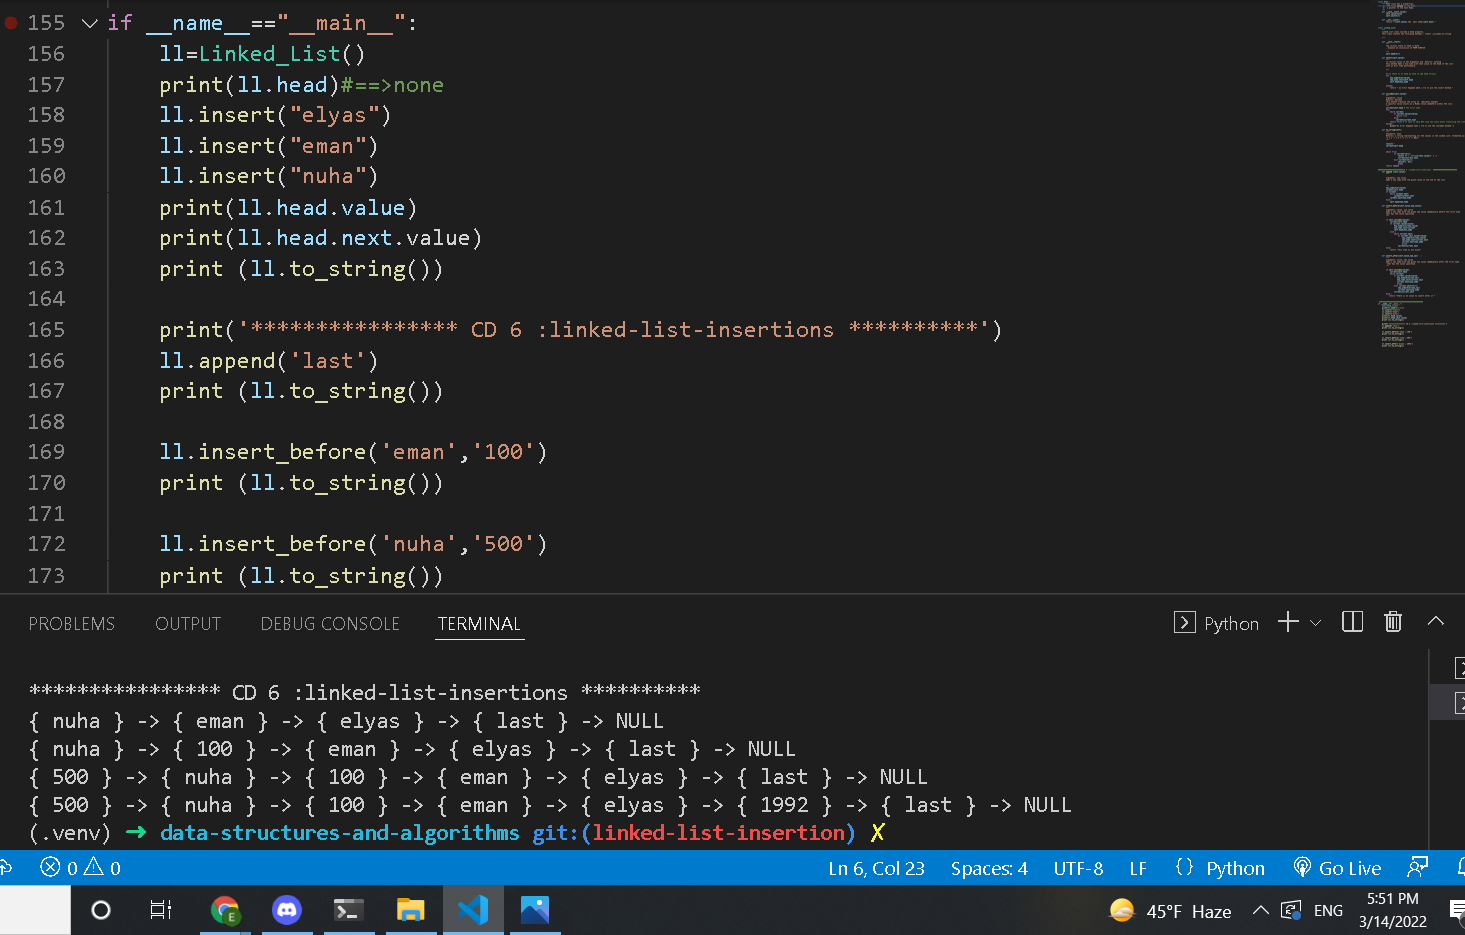 155 if __name__=="__main__":
156 ll=Linked_List()
157 print(ll.head)#==>none
158 ll.insert("elyas")
159 ll.insert("eman")
160 ll.insert("nuha")
161 print(ll.head.value)
162 print(ll.head.next.value)
163 print (ll.to_string())
164
165 print('**************** CD 6 :linked-list-insertions **********')
166 ll.append('last')
167 print (ll.to_string())
168
169 ll.insert_before('eman','100')
170 print (ll.to_string())
171
172 ll.insert_before('nuha','500')
173 print (ll.to_string())
PROBLEMS OUTPUT DEBUG CONSOLE TERMINAL Python
**************** CD 6 :linked-list-insertions **********
{ nuha } -> { eman } -> { elyas } -> { last } -> NULL
{ nuha } -> { 100 } -> { eman } -> { elyas } -> { last } -> NULL
{ 500 } -> { nuha } -> { 100 } -> { eman } -> { elyas } -> { last } -> NULL
{ 500 } -> { nuha } -> { 100 } -> { eman } -> { elyas } -> { 1992 } -> { last } -> NULL
(.venv) ➜ data-structures-and-algorithms git:(linked-list-insertion) ✗
0 0 Ln 6, Col 23 Spaces: 4 UTF-8 LF {} Python Go Live
E 45°F Haze ENG 5:51 PM
3/14/2022